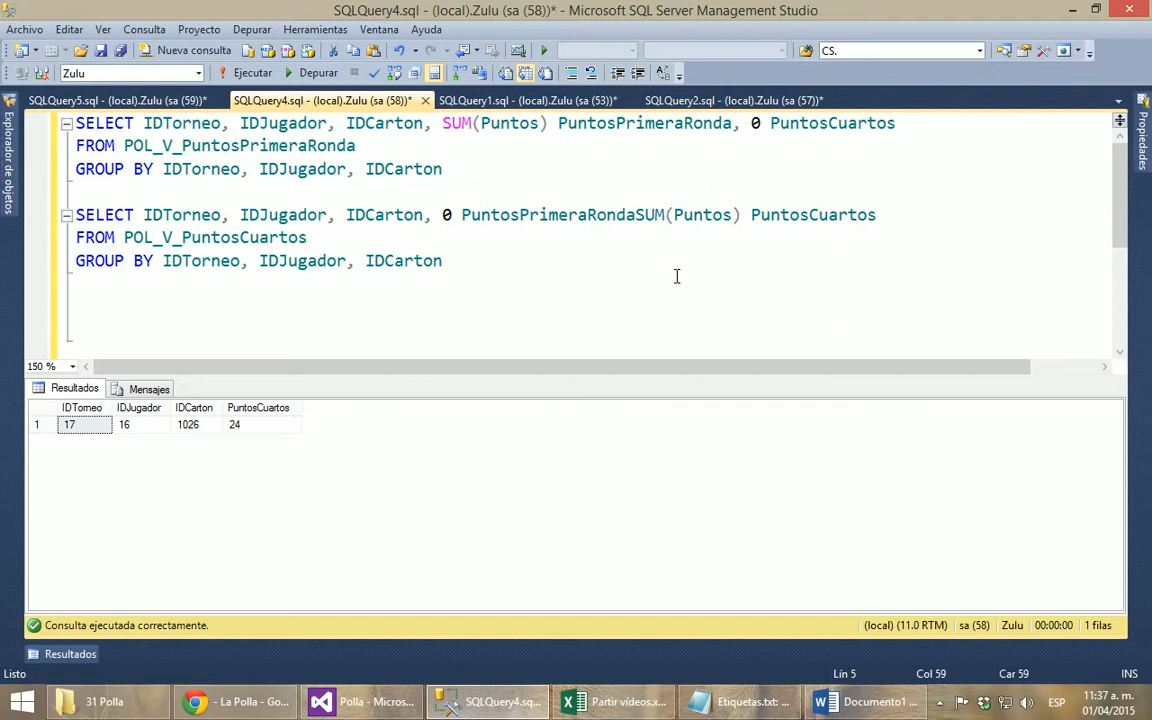 SQLQuery4.sql - (local).Zulu (sa (58))* - Microsoft SQL Server Management Studio
Archivo Editar Ver Consulta Proyecto Depurar Herramientas Ventana Ayuda
Nueva consulta CS.
Zulu Ejecutar Depurar
SQLQuery5.sql - (local).Zulu (sa (59))* SQLQuery4.sql - (local).Zulu (sa (58))* SQLQuery1.sql - (local).Zulu (sa (53))* SQLQuery2.sql - (local).Zulu (sa (57))*
Explorador de objetos
Propiedades
SELECT IDTorneo, IDJugador, IDCarton, SUM(Puntos) PuntosPrimeraRonda, 0 PuntosCuartos
FROM POL_V_PuntosPrimeraRonda
GROUP BY IDTorneo, IDJugador, IDCarton
SELECT IDTorneo, IDJugador, IDCarton, 0 PuntosPrimeraRondaSUM(Puntos) PuntosCuartos
FROM POL_V_PuntosCuartos
GROUP BY IDTorneo, IDJugador, IDCarton
150 %
Resultados Mensajes
IDTorneo IDJugador IDCarton PuntosCuartos
1 17 16 1026 24
Consulta ejecutada correctamente. (local) (11.0 RTM) sa (58) Zulu 00:00:00 1 filas
Resultados
Listo Lín 5 Col 59 Car 59 INS
31 Polla - La Polla - Go... Polla - Micros... SQLQuery4.sq... Partir vídeos.x... Etiquetas.txt: ... Documento1 ... ESP 11:37 a. m.
01/04/2015